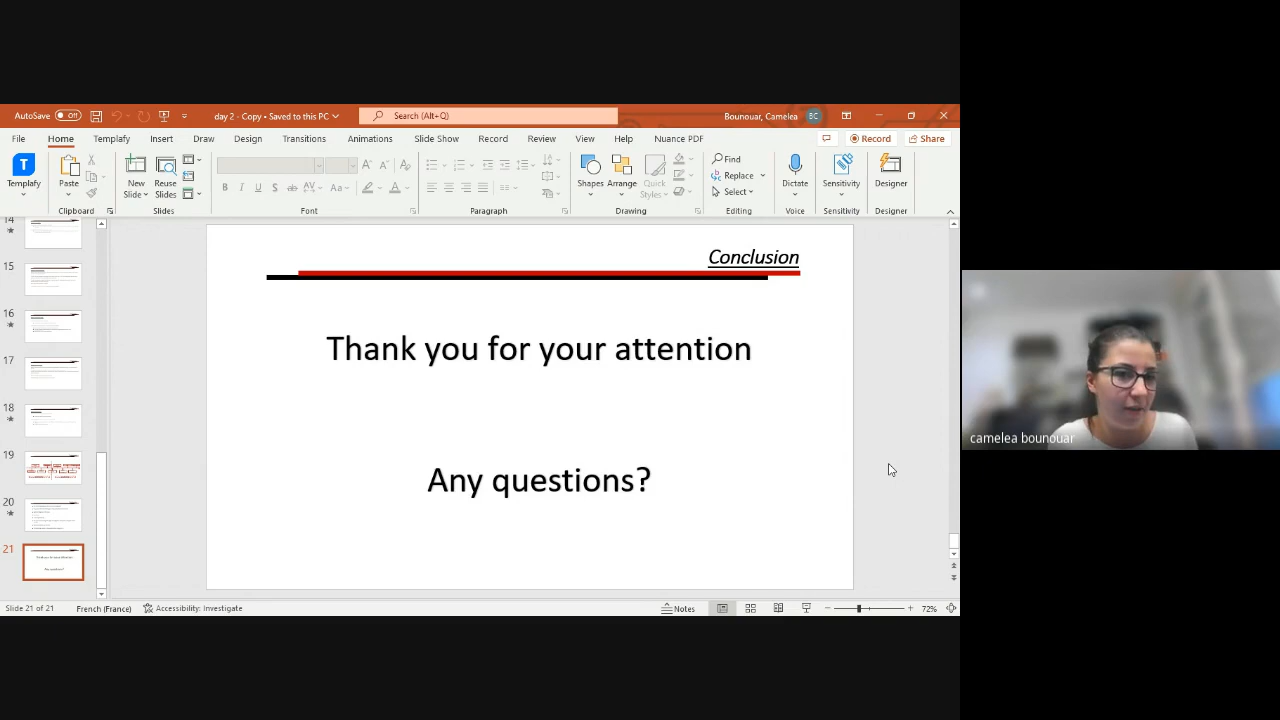 AutoSave Off
day 2 - Copy • Saved to this PC
Search (Alt+Q)
Bounouar, Camelea BC
File Home Templafy Insert Draw Design Transitions Animations Slide Show Record Review View Help Nuance PDF Record Share
T
Templafy
Paste
New
Slide
Reuse
Slides
B I U S ab AV Aa A
Shapes
Arrange
Quick
Styles
Find
Replace
Select
Dictate
Sensitivity
Designer
Clipboard Slides Font Paragraph Drawing Editing Voice Sensitivity Designer
14
15
16
17
18
19
20
21
Conclusion
Thank you for your attention
Any questions?
camelea bounouar
Slide 21 of 21 French (France) Accessibility: Investigate Notes 72%